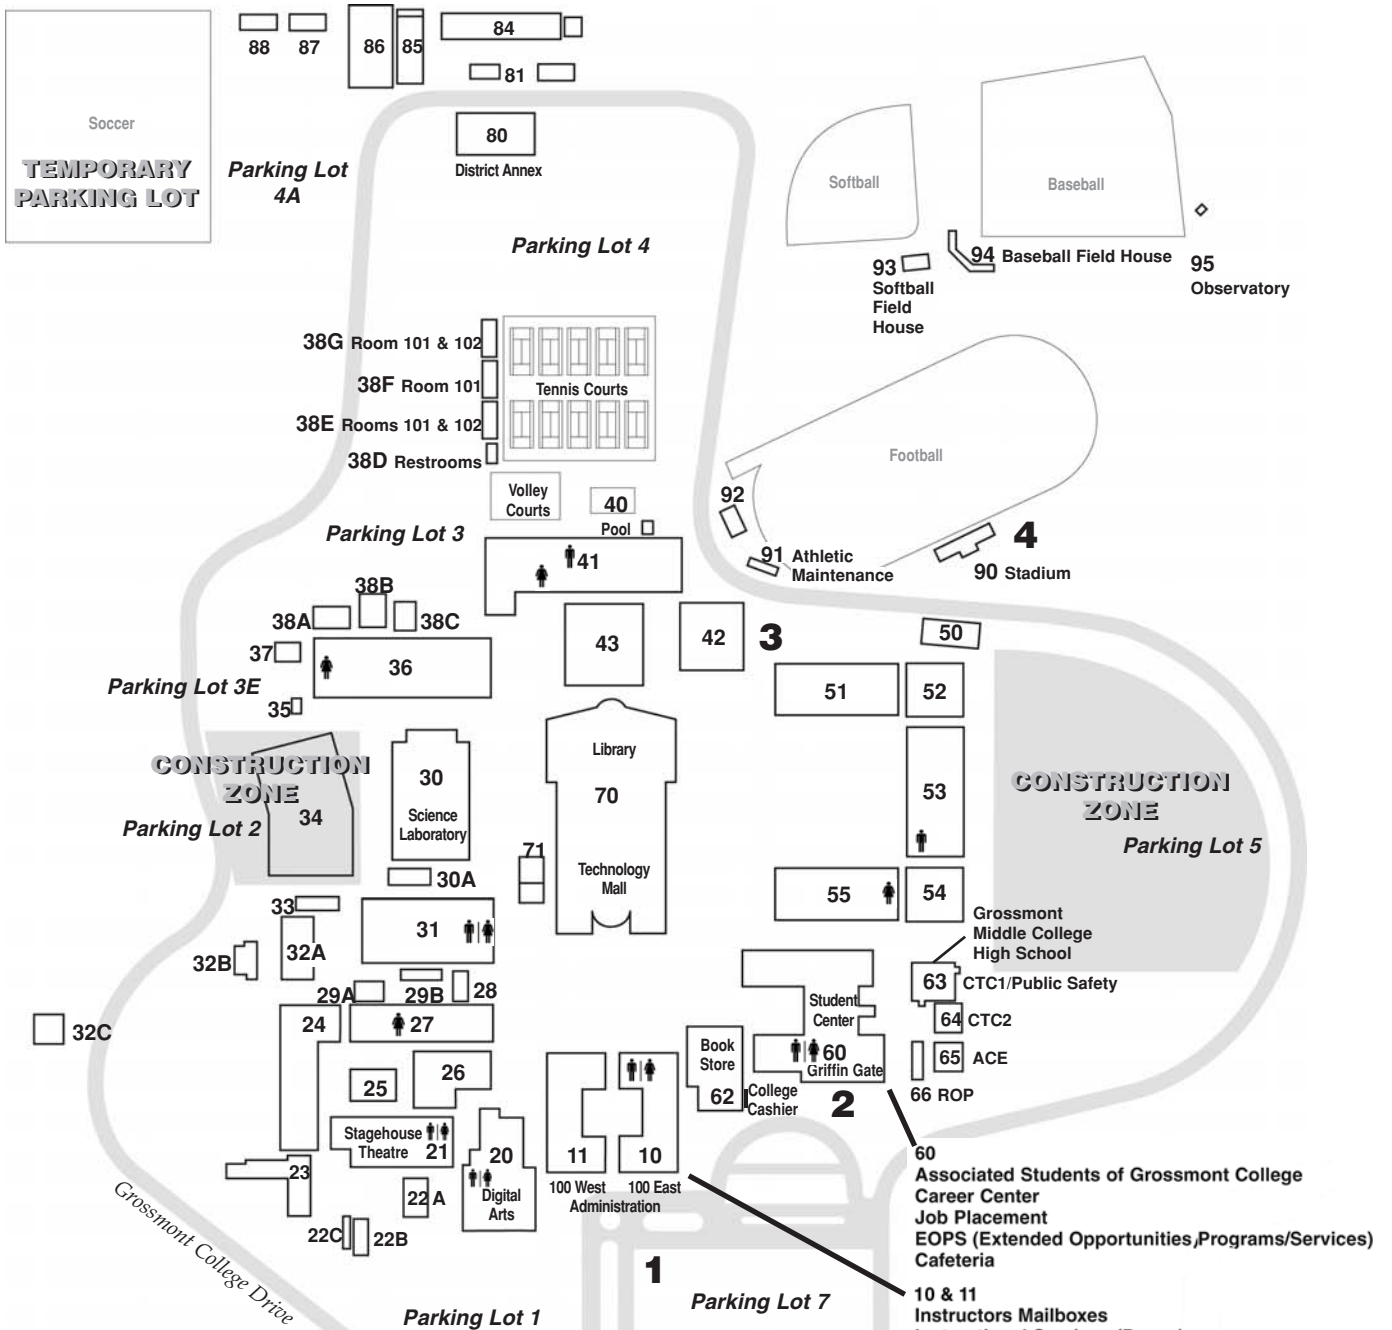 88
87
86
85
84
81
Soccer
TEMPORARY
PARKING LOT
Parking Lot
4A
80
District Annex
Parking Lot 4
Softball
Baseball
93
Softball
Field
House
94 Baseball Field House
95
Observatory
38G Room 101 & 102
38F Room 101
38E Rooms 101 & 102
38D Restrooms
Tennis Courts
Volley
Courts
40
Pool
Football
92
91 Athletic
Maintenance
4
90 Stadium
Parking Lot 3
41
38B
38A
38C
37
36
43
42
3
50
Parking Lot 3E
35
51
52
CONSTRUCTION
ZONE
34
Parking Lot 2
30
Science
Laboratory
30A
Library
70
Technology
Mall
71
53
CONSTRUCTION
ZONE
Parking Lot 5
55
54
Grossmont
Middle College
High School
33
31
32A
32B
32C
29A
29B
28
24
27
Student
Center
60
Griffin Gate
63 CTC1/Public Safety
64 CTC2
65 ACE
66 ROP
Book
Store
62
College
Cashier
2
25
26
Stagehouse
Theatre
21
20
Digital
Arts
11
10
100 West
100 East
Administration
23
22 A
22C
22B
Grossmont College Drive
1
Parking Lot 1
Parking Lot 7
60
Associated Students of Grossmont College
Career Center
Job Placement
EOPS (Extended Opportunities/Programs/Services)
Cafeteria
10 & 11
Instructors Mailboxes